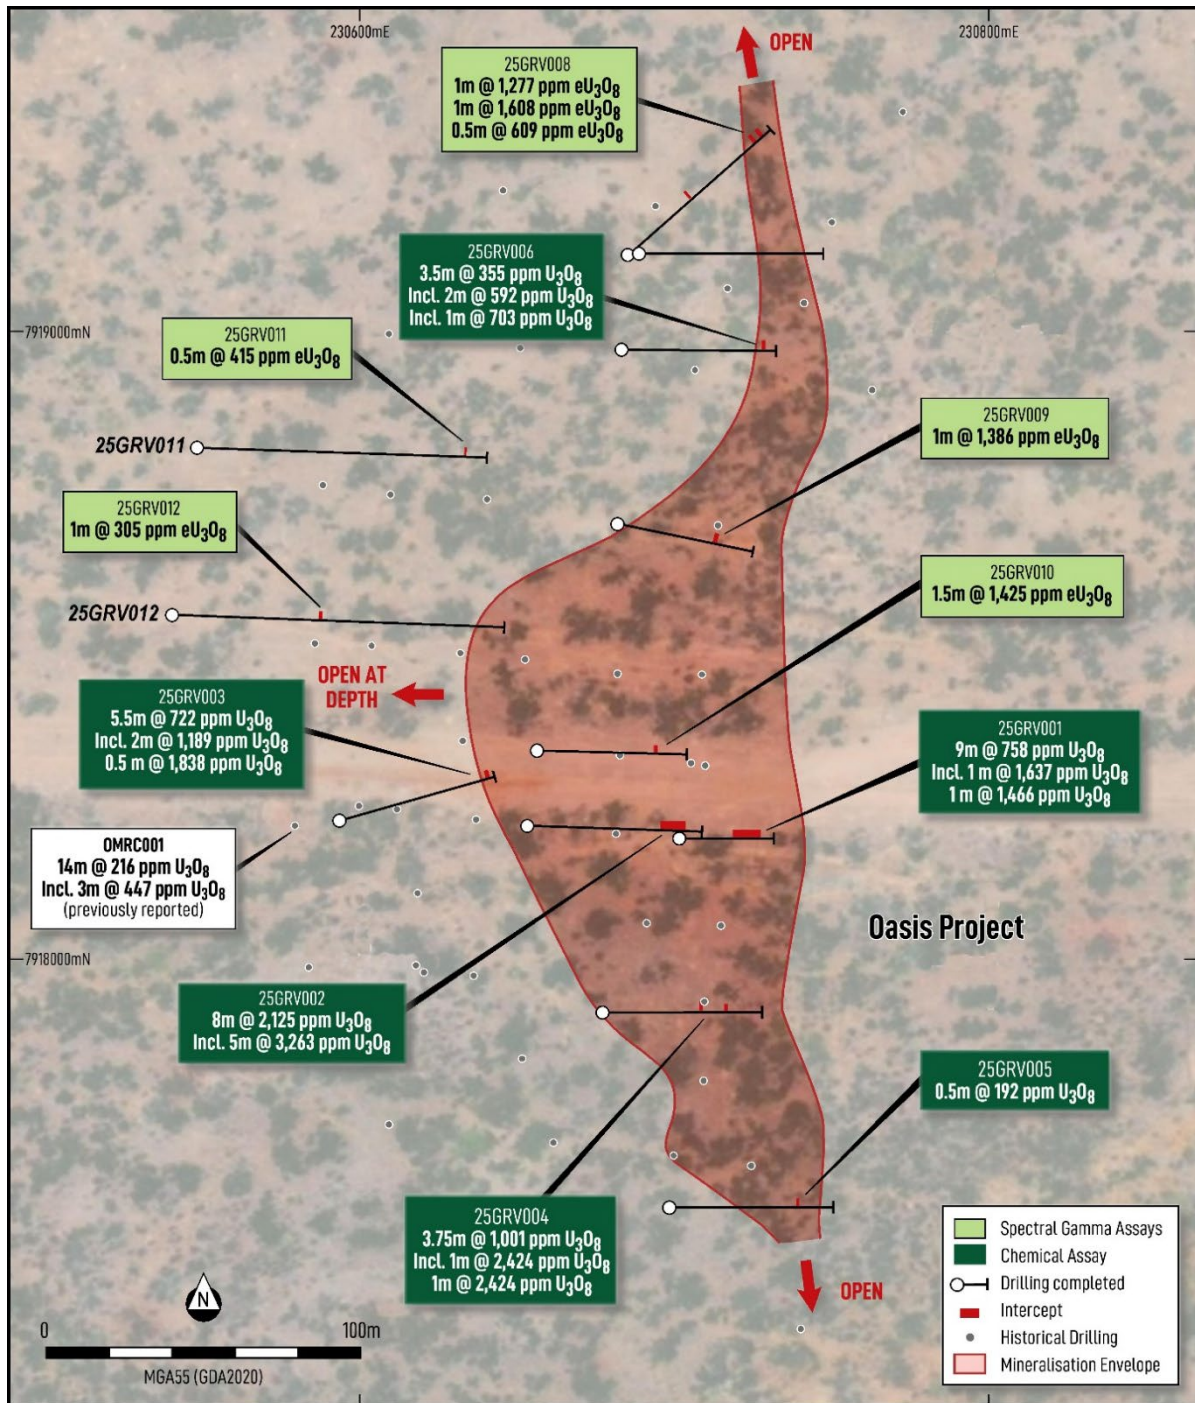 230600mE
230800mE
OPEN
25GRV008
1m @ 1,277 ppm eU₃O₈
1m @ 1,608 ppm eU₃O₈
0.5m @ 609 ppm eU₃O₈
25GRV006
3.5m @ 355 ppm U₃O₈
Incl. 2m @ 592 ppm U₃O₈
Incl. 1m @ 703 ppm U₃O₈
7919000mN
25GRV011
0.5m @ 415 ppm eU₃O₈
25GRV011
25GRV009
1m @ 1,386 ppm eU₃O₈
25GRV012
1m @ 305 ppm eU₃O₈
25GRV012
25GRV010
1.5m @ 1,425 ppm eU₃O₈
OPEN AT
DEPTH
25GRV003
5.5m @ 722 ppm U₃O₈
Incl. 2m @ 1,189 ppm U₃O₈
0.5 m @ 1,838 ppm U₃O₈
25GRV001
9m @ 758 ppm U₃O₈
Incl. 1 m @ 1,637 ppm U₃O₈
1 m @ 1,466 ppm U₃O₈
OMRC001
14m @ 216 ppm U₃O₈
Incl. 3m @ 447 ppm U₃O₈
(previously reported)
Oasis Project
7918000mN
25GRV002
8m @ 2,125 ppm U₃O₈
Incl. 5m @ 3,263 ppm U₃O₈
25GRV005
0.5m @ 192 ppm U₃O₈
25GRV004
3.75m @ 1,001 ppm U₃O₈
Incl. 1m @ 2,424 ppm U₃O₈
1m @ 2,424 ppm U₃O₈
OPEN
N
0 100m
MGA55 (GDA2020)
Spectral Gamma Assays
Chemical Assay
Drilling completed
Intercept
Historical Drilling
Mineralisation Envelope